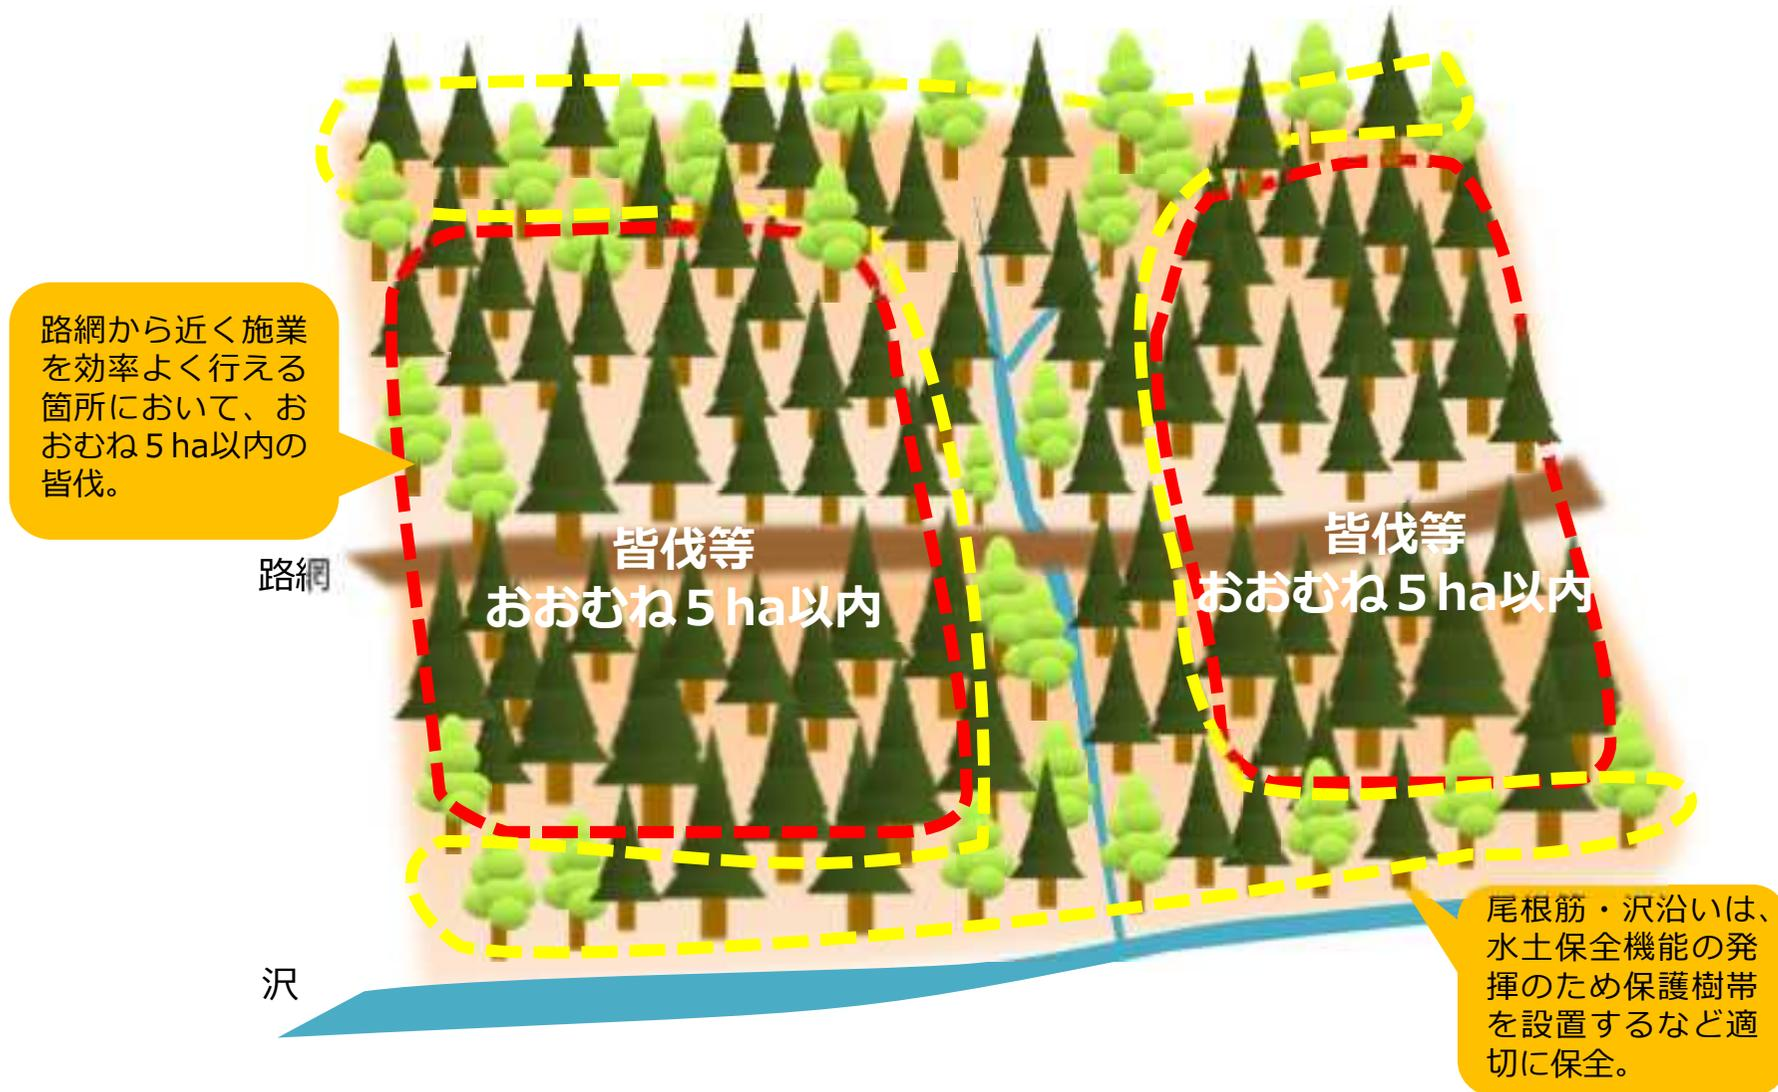 路網から近く施業
を効率よく行える
箇所において、お
おむね５ha以内の
皆伐。
皆伐等
おおむね５ha以内
皆伐等
おおむね５ha以内
路網
沢
尾根筋・沢沿いは、
水土保全機能の発
揮のため保護樹帯
を設置するなど適
切に保全。